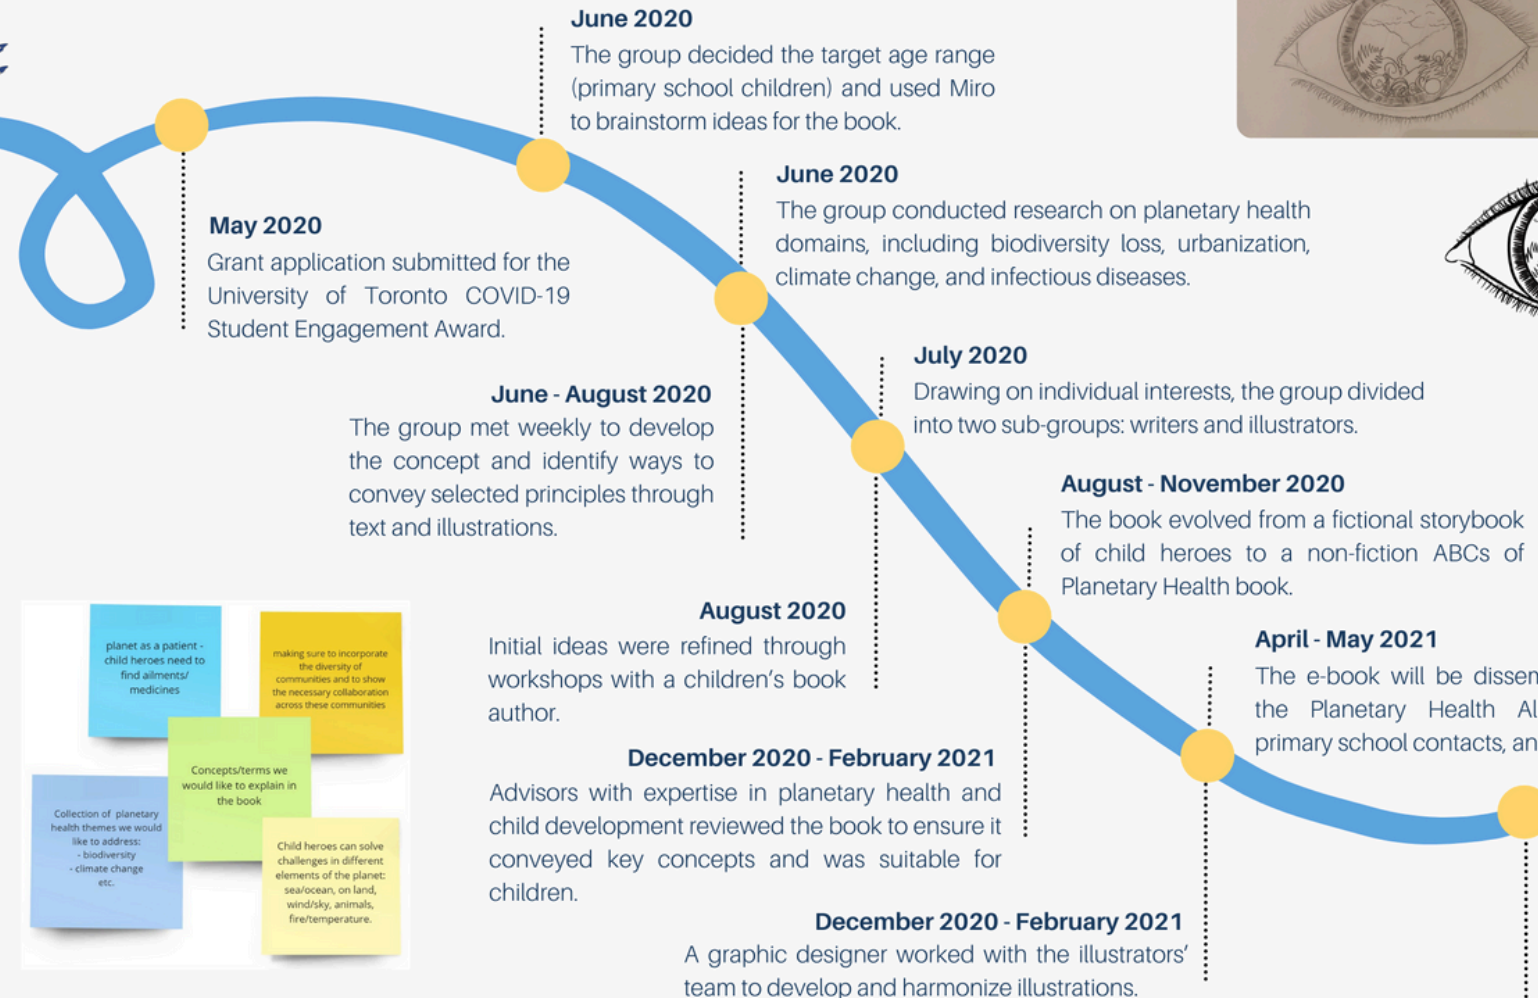 June 2020
The group decided the target age range
(primary school children) and used Miro
to brainstorm ideas for the book.
June 2020
The group conducted research on planetary health
domains, including biodiversity loss, urbanization,
climate change, and infectious diseases.
May 2020
Grant application submitted for the
University of Toronto COVID-19
Student Engagement Award.
July 2020
Drawing on individual interests, the group divided
into two sub-groups: writers and illustrators.
June - August 2020
The group met weekly to develop
the concept and identify ways to
convey selected principles through
text and illustrations.
August - November 2020
The book evolved from a fictional storybook
of child heroes to a non-fiction ABCs of
Planetary Health book.
August 2020
Initial ideas were refined through
workshops with a children's book
author.
April - May 2021
The e-book will be
the Planetary Health
primary school contacts,
December 2020 - February 2021
Advisors with expertise in planetary health and
child development reviewed the book to ensure it
conveyed key concepts and was suitable for
children.
December 2020 - February 2021
A graphic designer worked with the illustrators'
team to develop and harmonize illustrations.
planet as a patient -
child heroes need to
find ailments/
medicines
making sure to incorporate
the diversity of
communities and to show
the necessary collaboration
across these communities
Concepts/terms we
would like to explain in
the book
Collection of planetary
health themes we would
like to address:
- biodiversity
- climate change
etc.
Child heroes can solve
challenges in different
elements of the planet:
sea/ocean, on land,
wind/sky, animals,
fire/temperature.